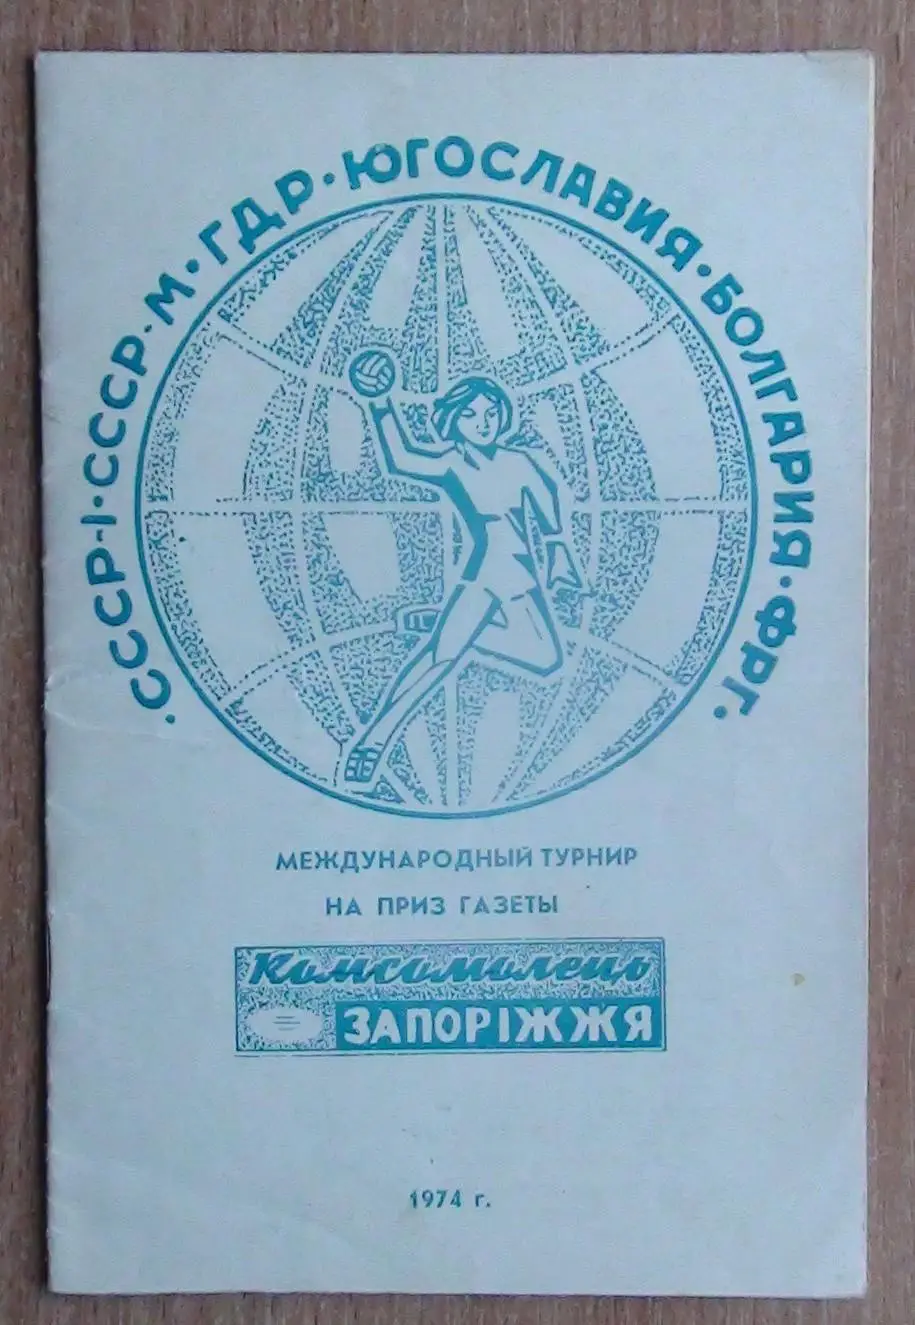 ·СССР-I·СССР-М·ГДР·ЮГОСЛАВИЯ·БОЛГАРИЯ·ФРГ·
МЕЖДУНАРОДНЫЙ ТУРНИР
НА ПРИЗ ГАЗЕТЫ
Комсомолець
ЗАПОРІЖЖЯ
1974 г.